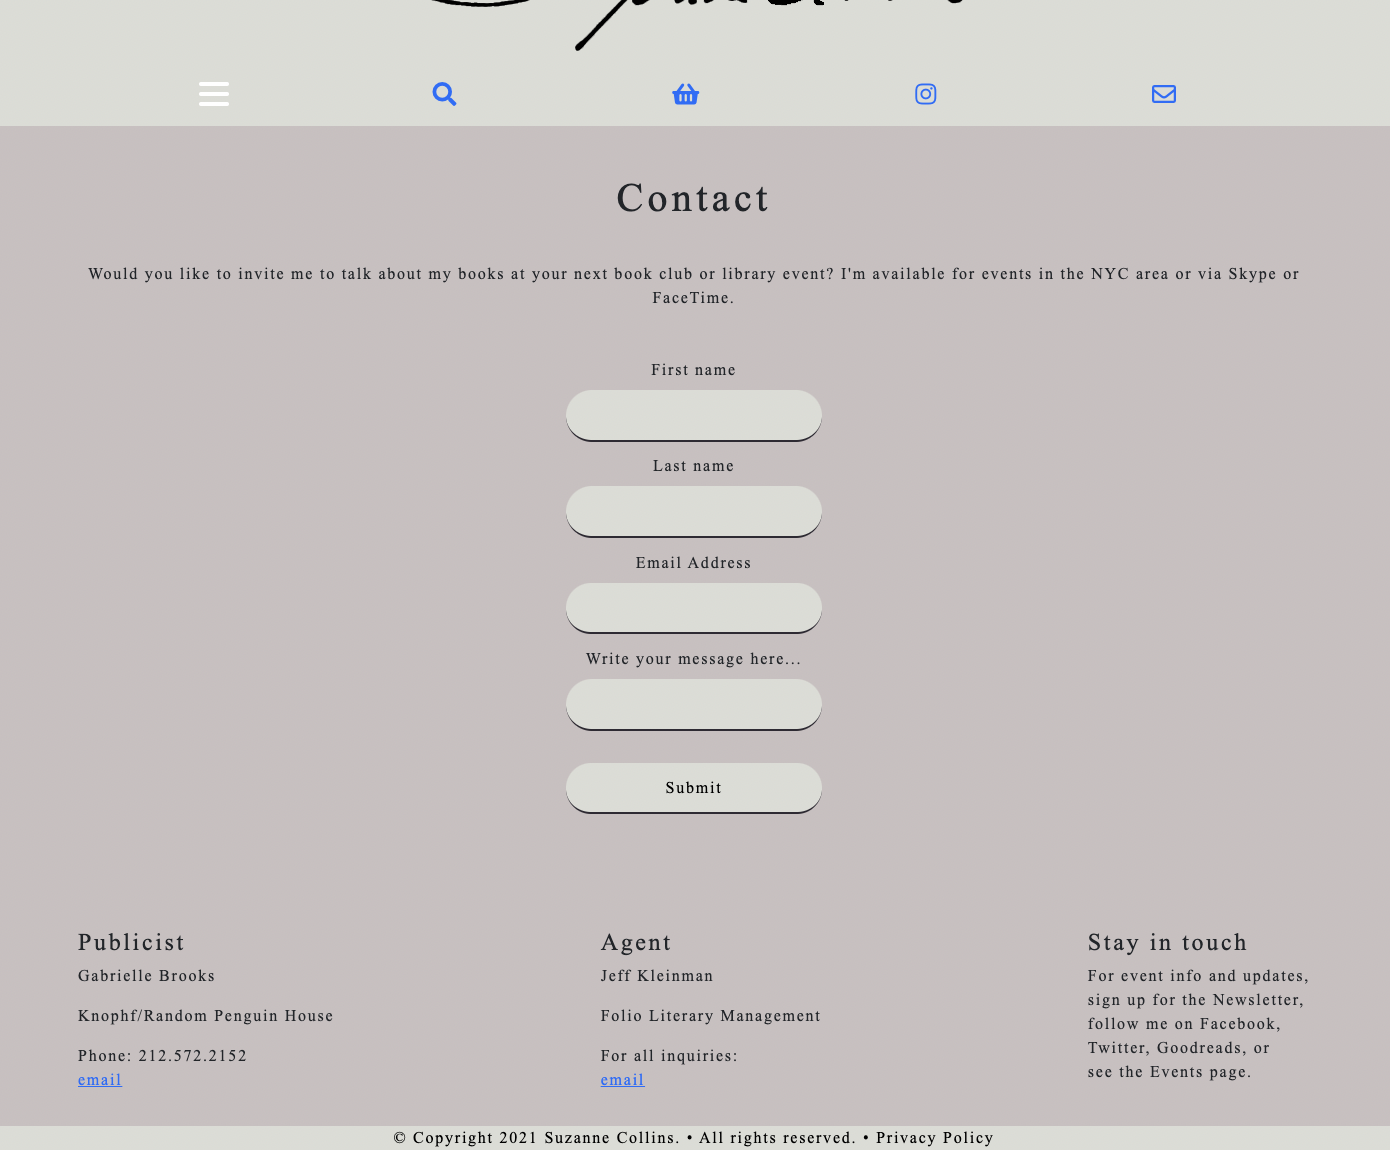 Contact
Would you like to invite me to talk about my books at your next book club or library event? I'm available for events in the NYC area or via Skype or
FaceTime.
First name
Last name
Email Address
Write your message here...
Submit
Publicist
Gabrielle Brooks
Knophf/Random Penguin House
Phone: 212.572.2152
email
Agent
Jeff Kleinman
Folio Literary Management
For all inquiries:
email
Stay in touch
For event info and updates,
sign up for the Newsletter,
follow me on Facebook,
Twitter, Goodreads, or
see the Events page.
© Copyright 2021 Suzanne Collins. • All rights reserved. • Privacy Policy